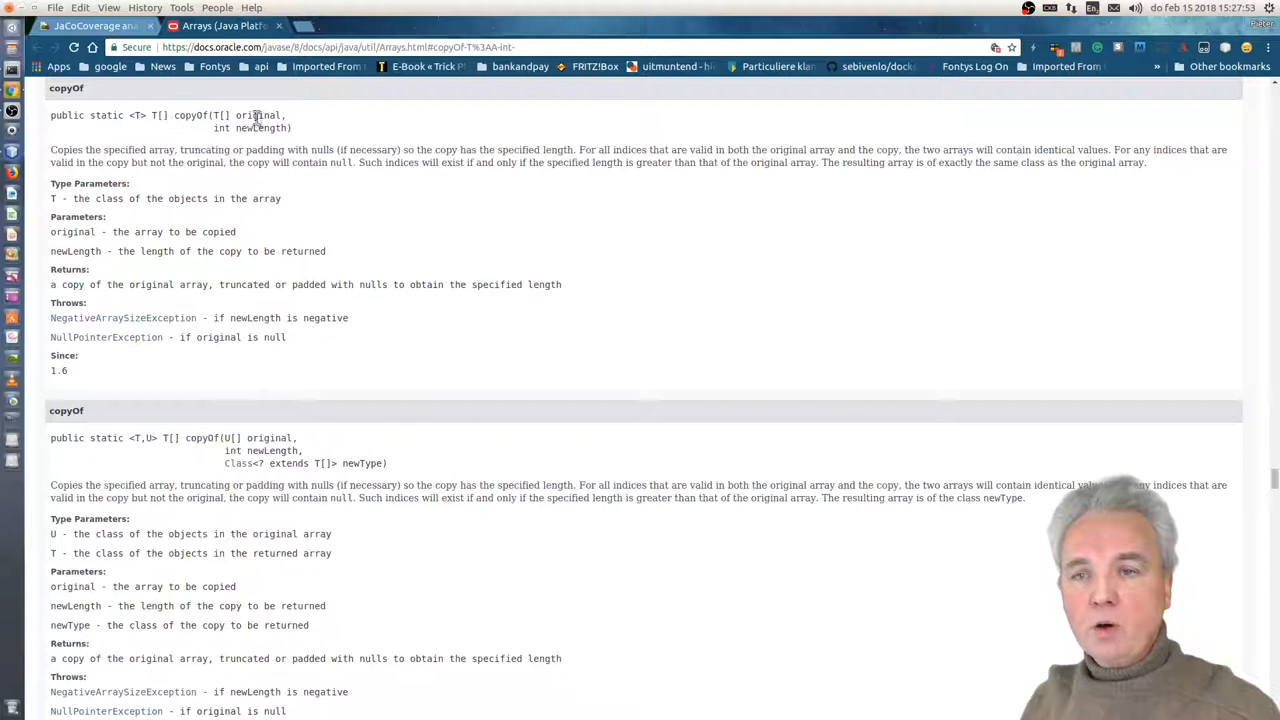 File Edit View History Bookmarks People Help
En
do feb 15 2018 15:27:53
JaCoCoverage an
Arrays (Java Platf
Pieter
Secure https://docs.oracle.com/javase/8/docs/api/java/util/Arrays.html#copyOf-T%3AA-int-
Apps google News Fontys api Imported From E-Book « Trick P FRITZ!Box uitmuntend - hi bankandpay Particuliere kla sebivenlo/dock Fontys Log On Imported From Other bookmarks
copyOf
public static <T> T[] copyOf(T[] original,
int newLength)
Copies the specified array, truncating or padding with nulls (if necessary) so the copy has the specified length. For all indices that are valid in both the original array and the copy, the two arrays will contain identical values. For any indices that are
valid in the copy but not the original, the copy will contain null. Such indices will exist if and only if the specified length is greater than that of the original array. The resulting array is of exactly the same class as the original array.
Type Parameters:
T - the class of the objects in the array
Parameters:
original - the array to be copied
newLength - the length of the copy to be returned
Returns:
a copy of the original array, truncated or padded with nulls to obtain the specified length
Throws:
NegativeArraySizeException - if newLength is negative
NullPointerException - if original is null
Since:
1.6
copyOf
public static <T,U> T[] copyOf(U[] original,
int newLength,
Class<? extends T[]> newType)
Copies the specified array, truncating or padding with nulls (if necessary) so the copy has the specified length. For all indices that are valid in both the original array and the copy, the two arrays will contain identical val any indices that are
valid in the copy but not the original, the copy will contain null. Such indices will exist if and only if the specified length is greater than that of the original array. The resulting array is of the class newType.
Type Parameters:
U - the class of the objects in the original array
T - the class of the objects in the returned array
Parameters:
original - the array to be copied
newLength - the length of the copy to be returned
newType - the class of the copy to be returned
Returns:
a copy of the original array, truncated or padded with nulls to obtain the specified length
Throws:
NegativeArraySizeException - if newLength is negative
NullPointerException - if original is null